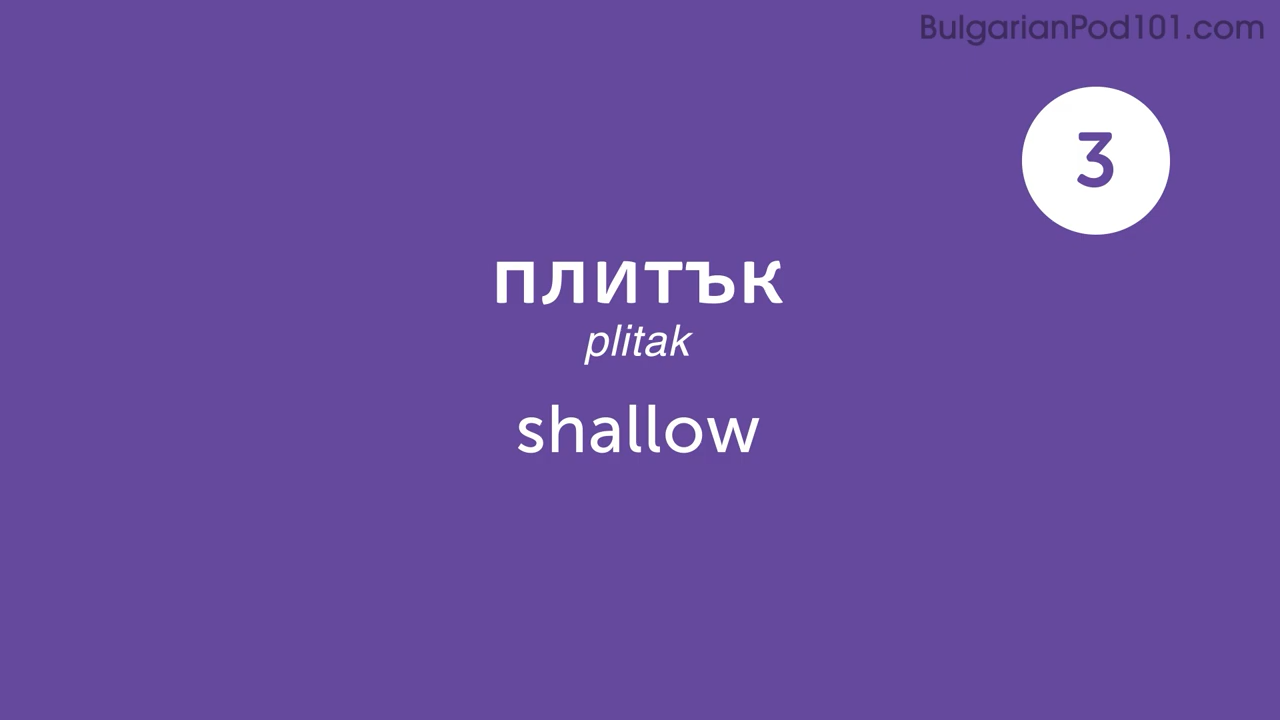 BulgarianPod101.com
3
плитък
plitak
shallow